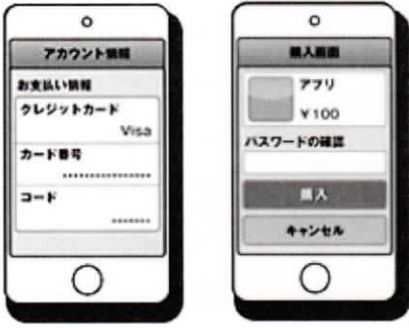 アカウント情報
お支払い情報
クレジットカード
Visa
カード番号
••••••••••••••
コード
•••••••
購入画面
アプリ
￥100
パスワードの確認
購入
キャンセル